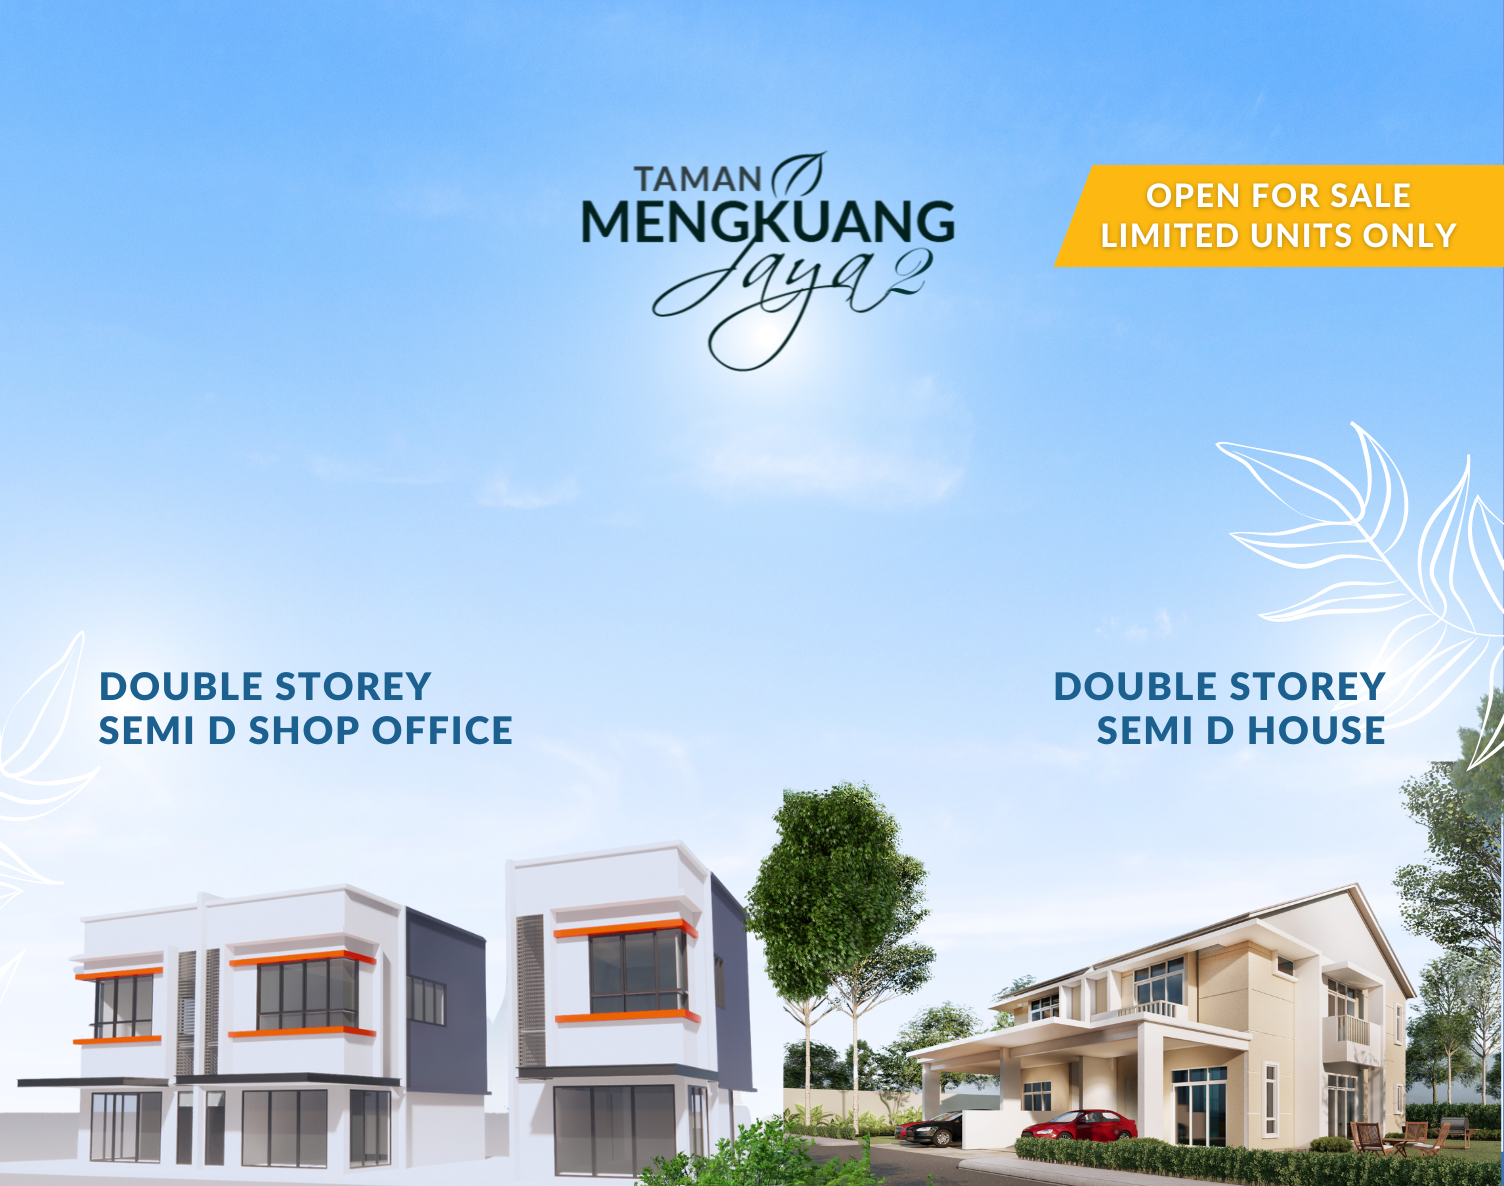 TAMAN
MENGKUANG
Jaya 2
OPEN FOR SALE
LIMITED UNITS ONLY
DOUBLE STOREY
SEMI D SHOP OFFICE
DOUBLE STOREY
SEMI D HOUSE